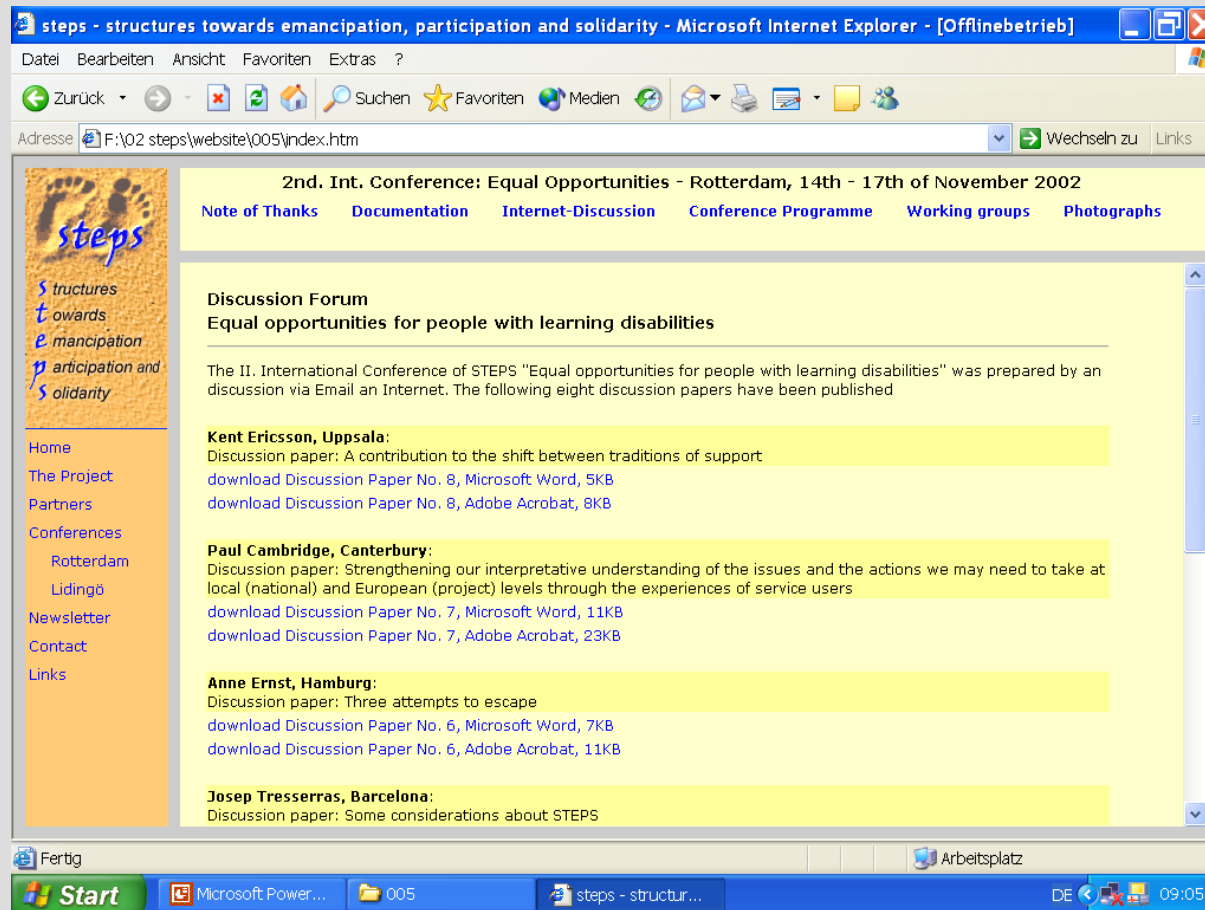 steps - structures towards emancipation, participation and solidarity - Microsoft Internet Explorer - [Offlinebetrieb]
Datei Bearbeiten Ansicht Favoriten Extras ?
Zurück Suchen Favoriten Medien
Adresse F:\02 steps\website\005\index.htm Wechseln zu Links
steps
Structures
towards
emancipation
participation and
Solidarity
Home
The Project
Partners
Conferences
Rotterdam
Lidingö
Newsletter
Contact
Links
2nd. Int. Conference: Equal Opportunities - Rotterdam, 14th - 17th of November 2002
Note of Thanks Documentation Internet-Discussion Conference Programme Working groups Photographs
Discussion Forum
Equal opportunities for people with learning disabilities
The II. International Conference of STEPS "Equal opportunities for people with learning disabilities" was prepared by an
discussion via Email an Internet. The following eight discussion papers have been published
Kent Ericsson, Uppsala:
Discussion paper: A contribution to the shift between traditions of support
download Discussion Paper No. 8, Microsoft Word, 5KB
download Discussion Paper No. 8, Adobe Acrobat, 8KB
Paul Cambridge, Canterbury:
Discussion paper: Strengthening our interpretative understanding of the issues and the actions we may need to take at
local (national) and European (project) levels through the experiences of service users
download Discussion Paper No. 7, Microsoft Word, 11KB
download Discussion Paper No. 7, Adobe Acrobat, 23KB
Anne Ernst, Hamburg:
Discussion paper: Three attempts to escape
download Discussion Paper No. 6, Microsoft Word, 7KB
download Discussion Paper No. 6, Adobe Acrobat, 11KB
Josep Tresserras, Barcelona:
Discussion paper: Some considerations about STEPS
Fertig Arbeitsplatz
Start Microsoft Power... 005 steps - structur... DE 09:05